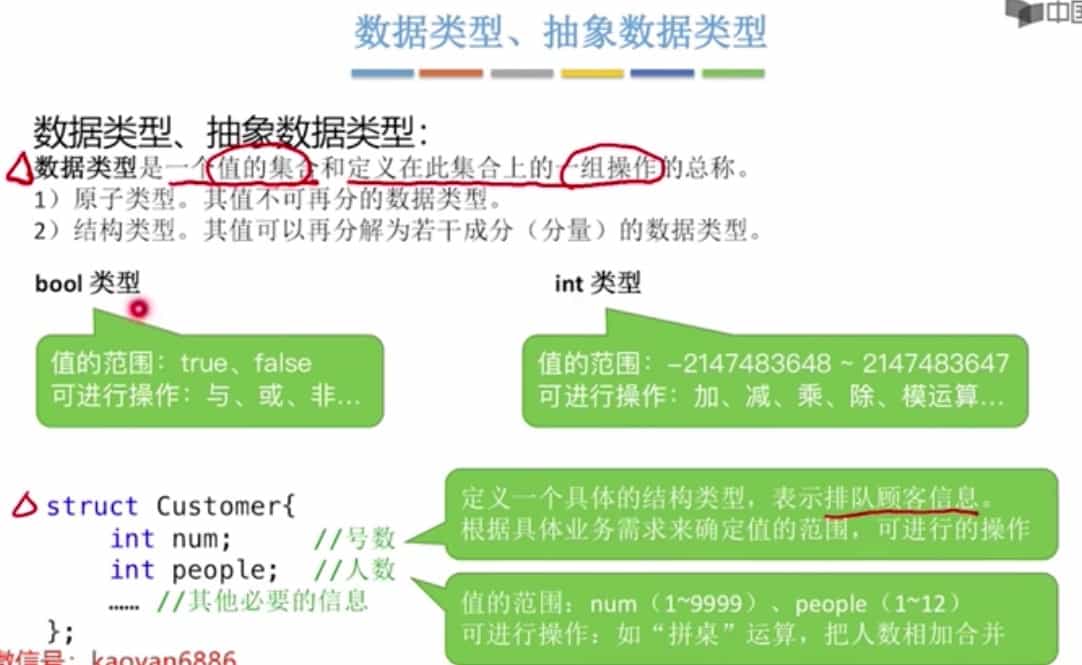 中国
数据类型、抽象数据类型
数据类型、抽象数据类型：
数据类型是一个值的集合和定义在此集合上的一组操作的总称。
1）原子类型。其值不可再分的数据类型。
2）结构类型。其值可以再分解为若干成分（分量）的数据类型。
bool 类型
int 类型
值的范围：true、false
可进行操作：与、或、非...
值的范围：-2147483648 ~ 2147483647
可进行操作：加、减、乘、除、模运算...
struct Customer{
int num; //号数
int people; //人数
...... //其他必要的信息
};
定义一个具体的结构类型，表示排队顾客信息。
根据具体业务需求来确定值的范围，可进行的操作
值的范围：num（1~9999）、people（1~12）
可进行操作：如“拼桌”运算，把人数相加合并
微信号：kaoyan6886